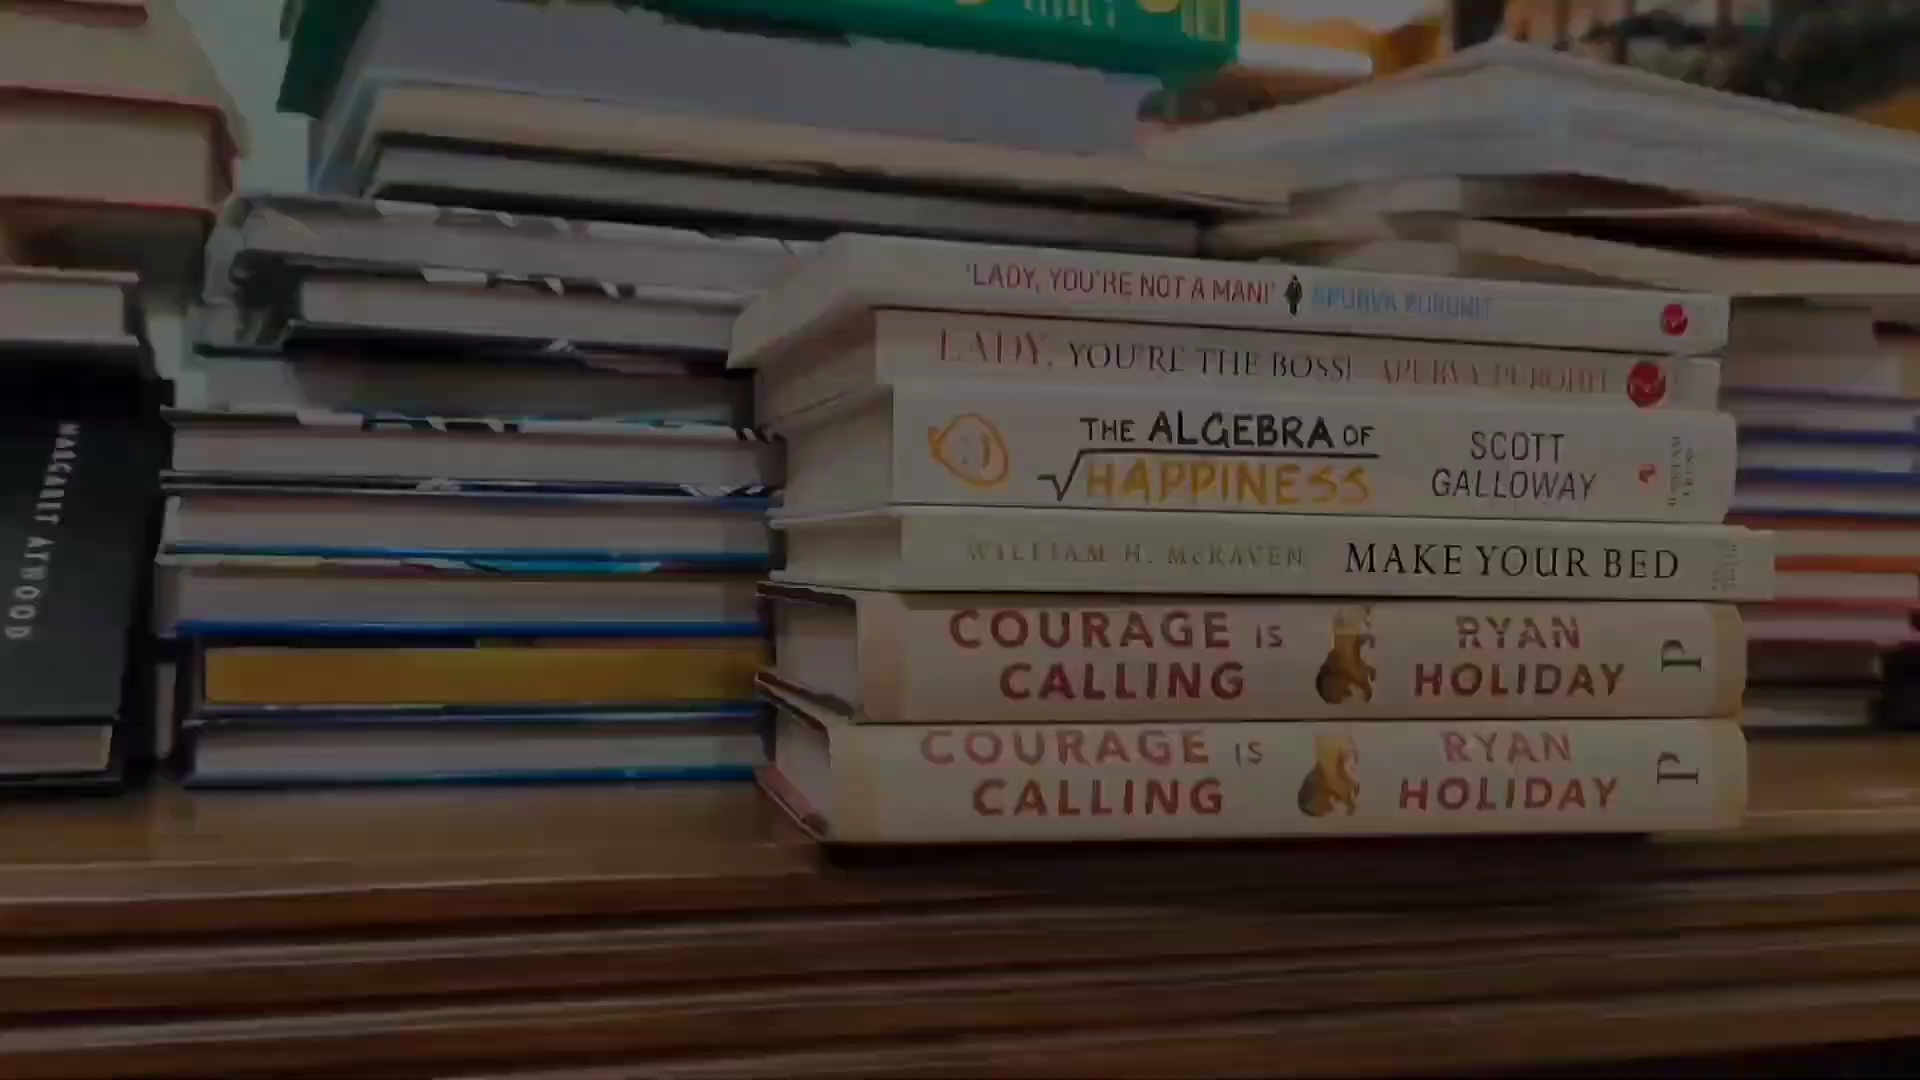 'LADY, YOU'RE NOT A MAN!' APURVA PUROHIT
LADY, YOU'RE THE BOSS! APURVA PUROHIT
THE ALGEBRA OF
HAPPINESS
SCOTT
GALLOWAY
WILLIAM H. McRAVEN MAKE YOUR BED
COURAGE IS
CALLING
RYAN
HOLIDAY
P
COURAGE IS
CALLING
RYAN
HOLIDAY
P
MARGARET ATWOOD